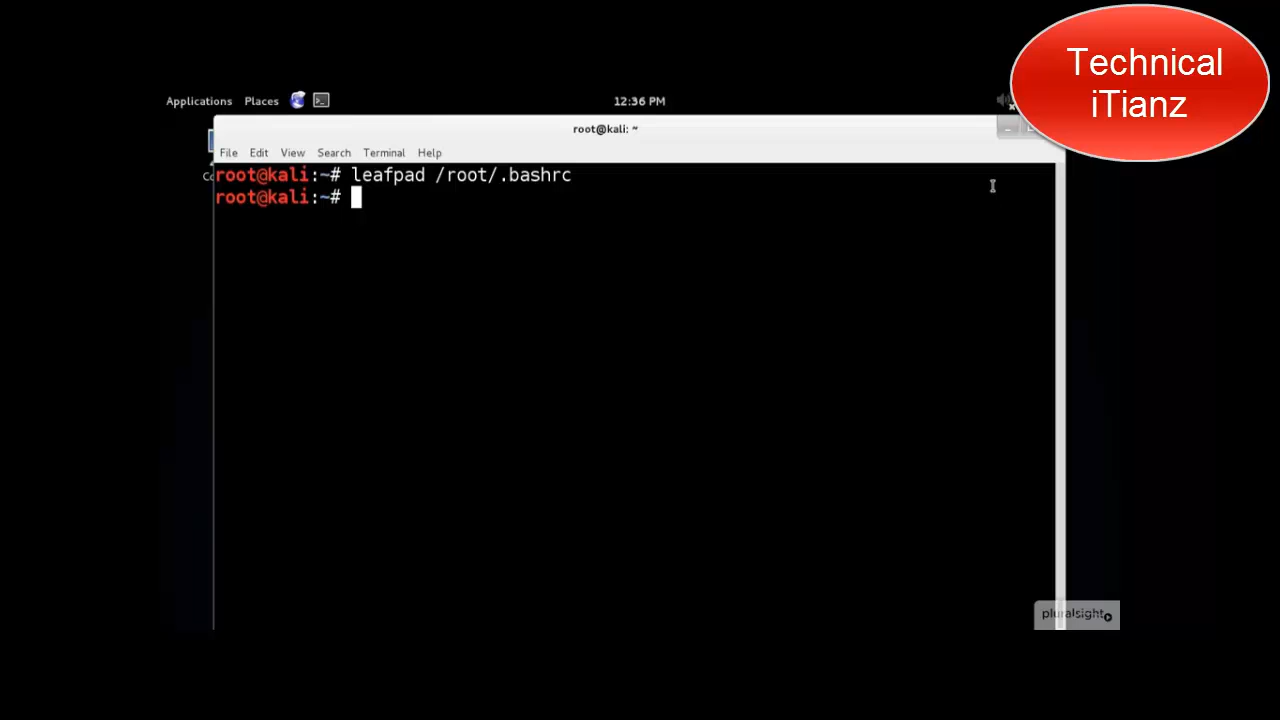 Technical
iTianz
Applications Places 12:36 PM
root@kali: ~
File Edit View Search Terminal Help
root@kali:~# leafpad /root/.bashrc
root@kali:~#
pluralsight